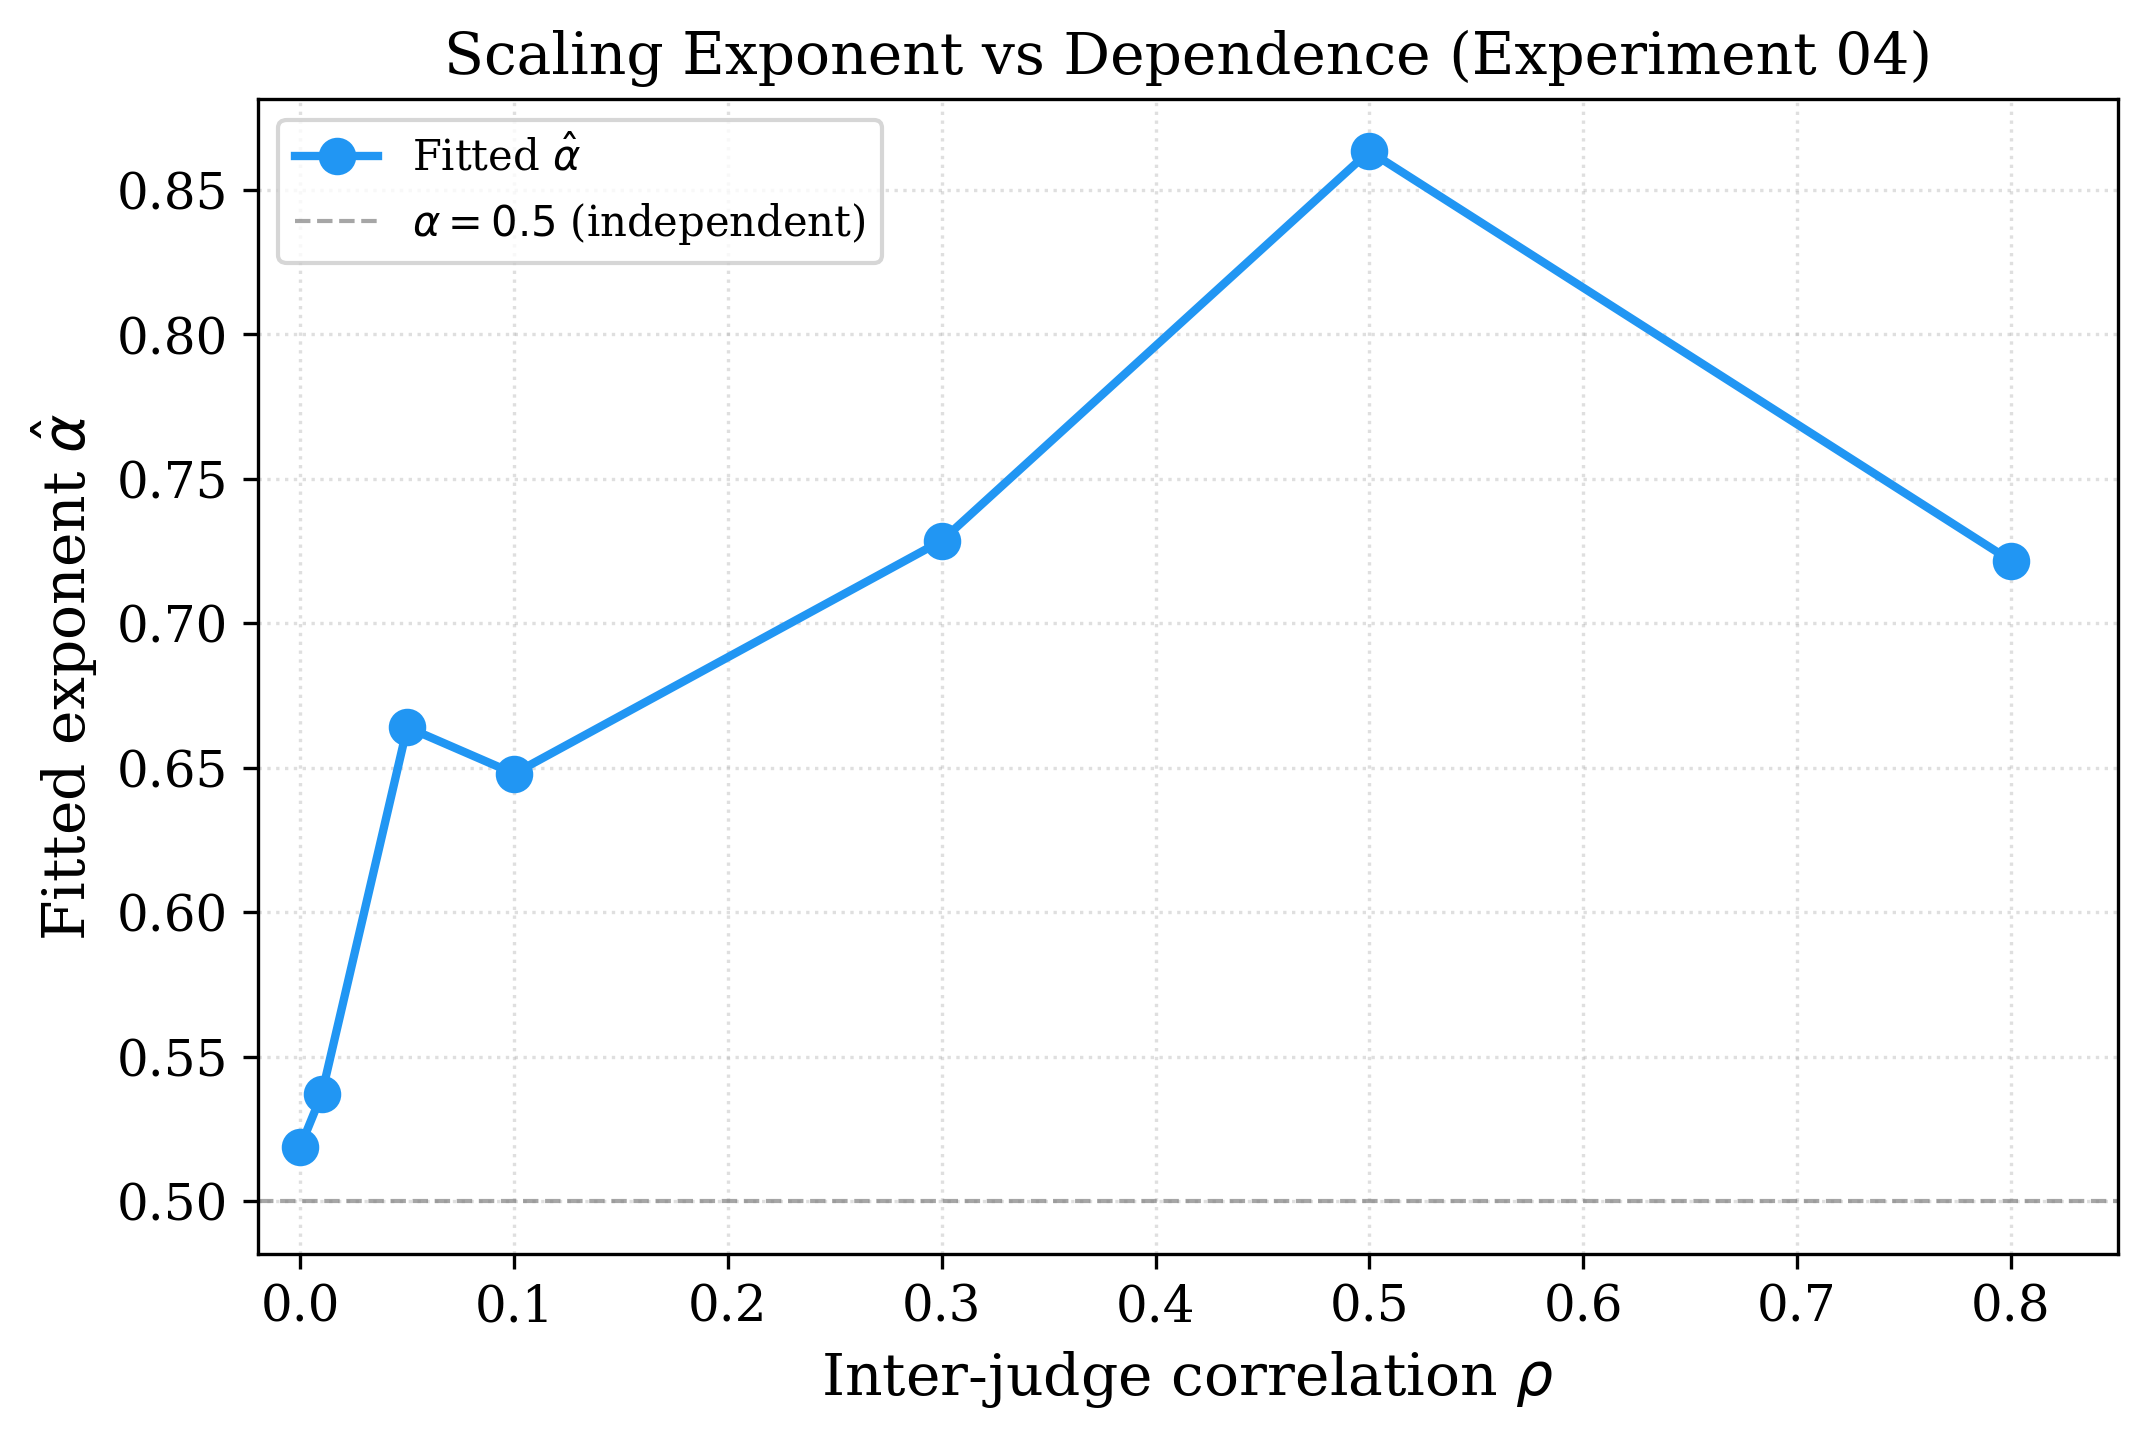 Scaling Exponent vs Dependence (Experiment 04)
Fitted α̂
α = 0.5 (independent)
Fitted exponent α̂
0.85
0.80
0.75
0.70
0.65
0.60
0.55
0.50
0.0 0.1 0.2 0.3 0.4 0.5 0.6 0.7 0.8
Inter-judge correlation ρ